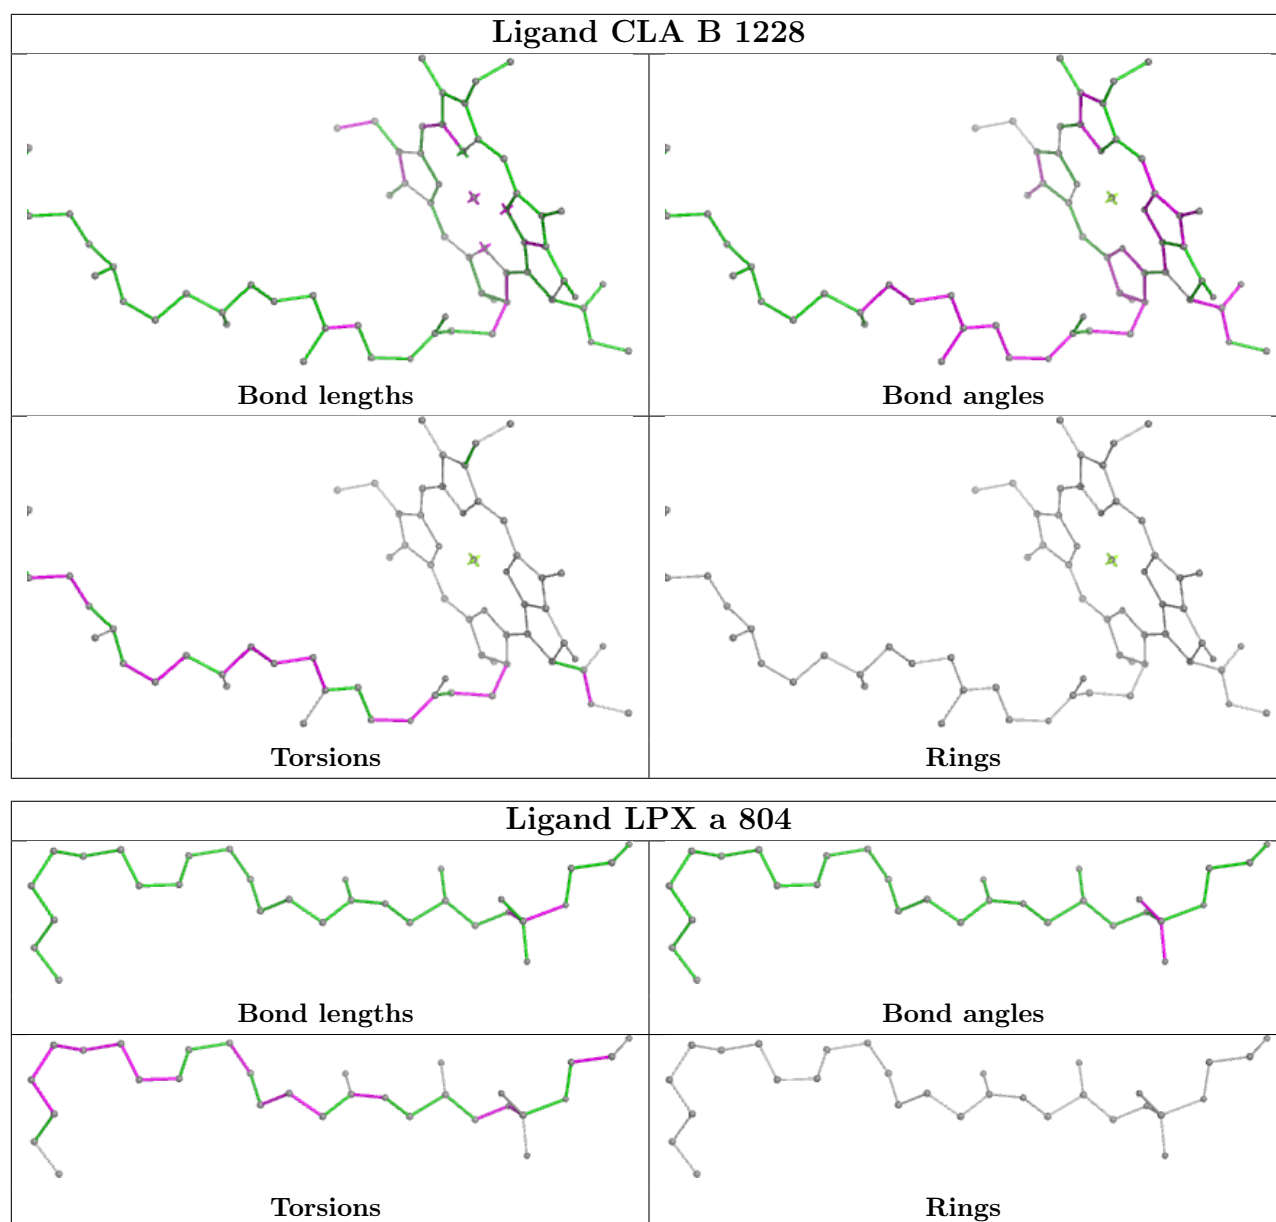 Ligand CLA B 1228
Bond lengths
Bond angles
Torsions
Rings
Ligand LPX a 804
Bond lengths
Bond angles
Torsions
Rings